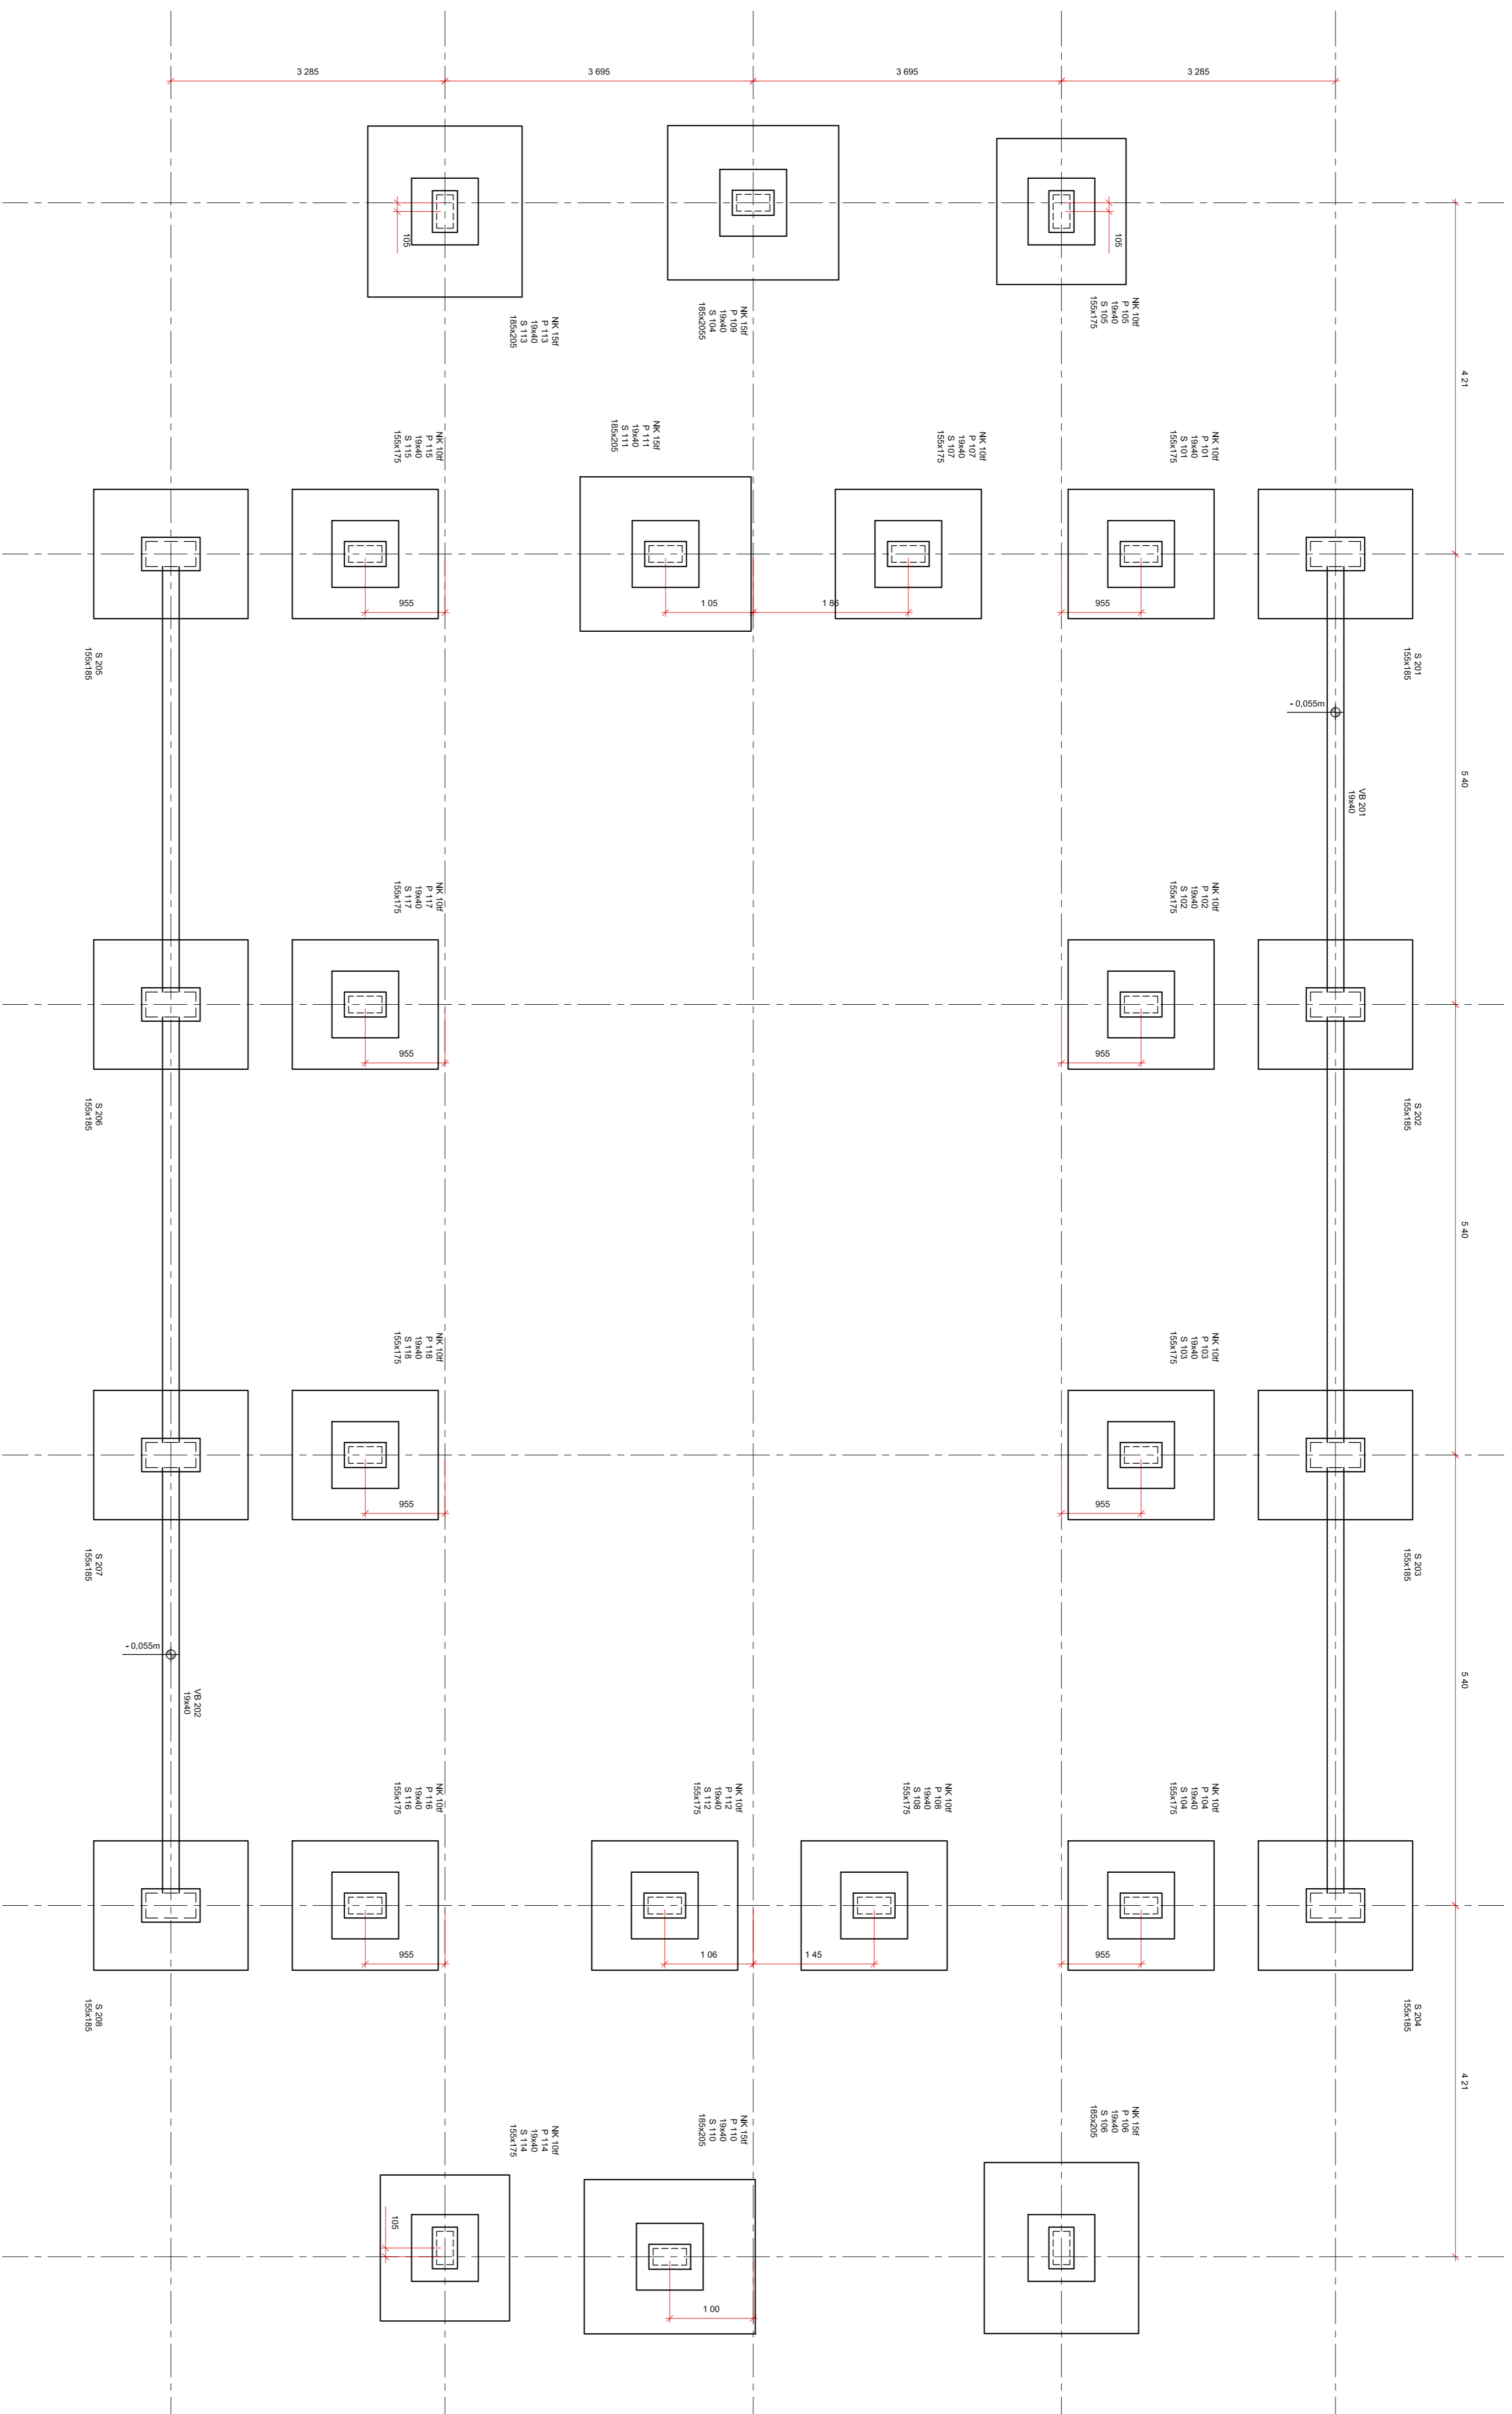 3 285
3 695
3 695
3 285
105
105
NK 10tf
P 105
19x40
S 105
155x175
NK 15tf
P 109
19x40
S 104
185x2055
NK 15tf
P 113
19x40
S 113
185x205
4 21
NK 10tf
P 115
19x40
S 115
155x175
NK 15tf
P 111
19x40
S 111
185x205
NK 10tf
P 107
19x40
S 107
155x175
NK 10tf
P 101
19x40
S 101
155x175
955
1 05
1 86
955
S 205
155x185
S 201
155x185
- 0,055m
VB 201
19x40
5 40
NK 10tf
P 117
19x40
S 117
155x175
NK 10tf
P 102
19x40
S 102
155x175
955
955
S 206
155x185
S 202
155x185
5 40
NK 10tf
P 118
19x40
S 118
155x175
NK 10tf
P 103
19x40
S 103
155x175
955
955
S 207
155x185
S 203
155x185
- 0,055m
VB 202
19x40
5 40
NK 10tf
P 116
19x40
S 116
155x175
NK 10tf
P 112
19x40
S 112
155x175
NK 10tf
P 108
19x40
S 108
155x175
NK 10tf
P 104
19x40
S 104
155x175
955
1 06
1 45
955
S 208
155x185
S 204
155x185
4 21
NK 10tf
P 114
19x40
S 114
155x175
NK 15tf
P 110
19x40
S 110
185x205
NK 15tf
P 106
19x40
S 106
185x205
105
1 00